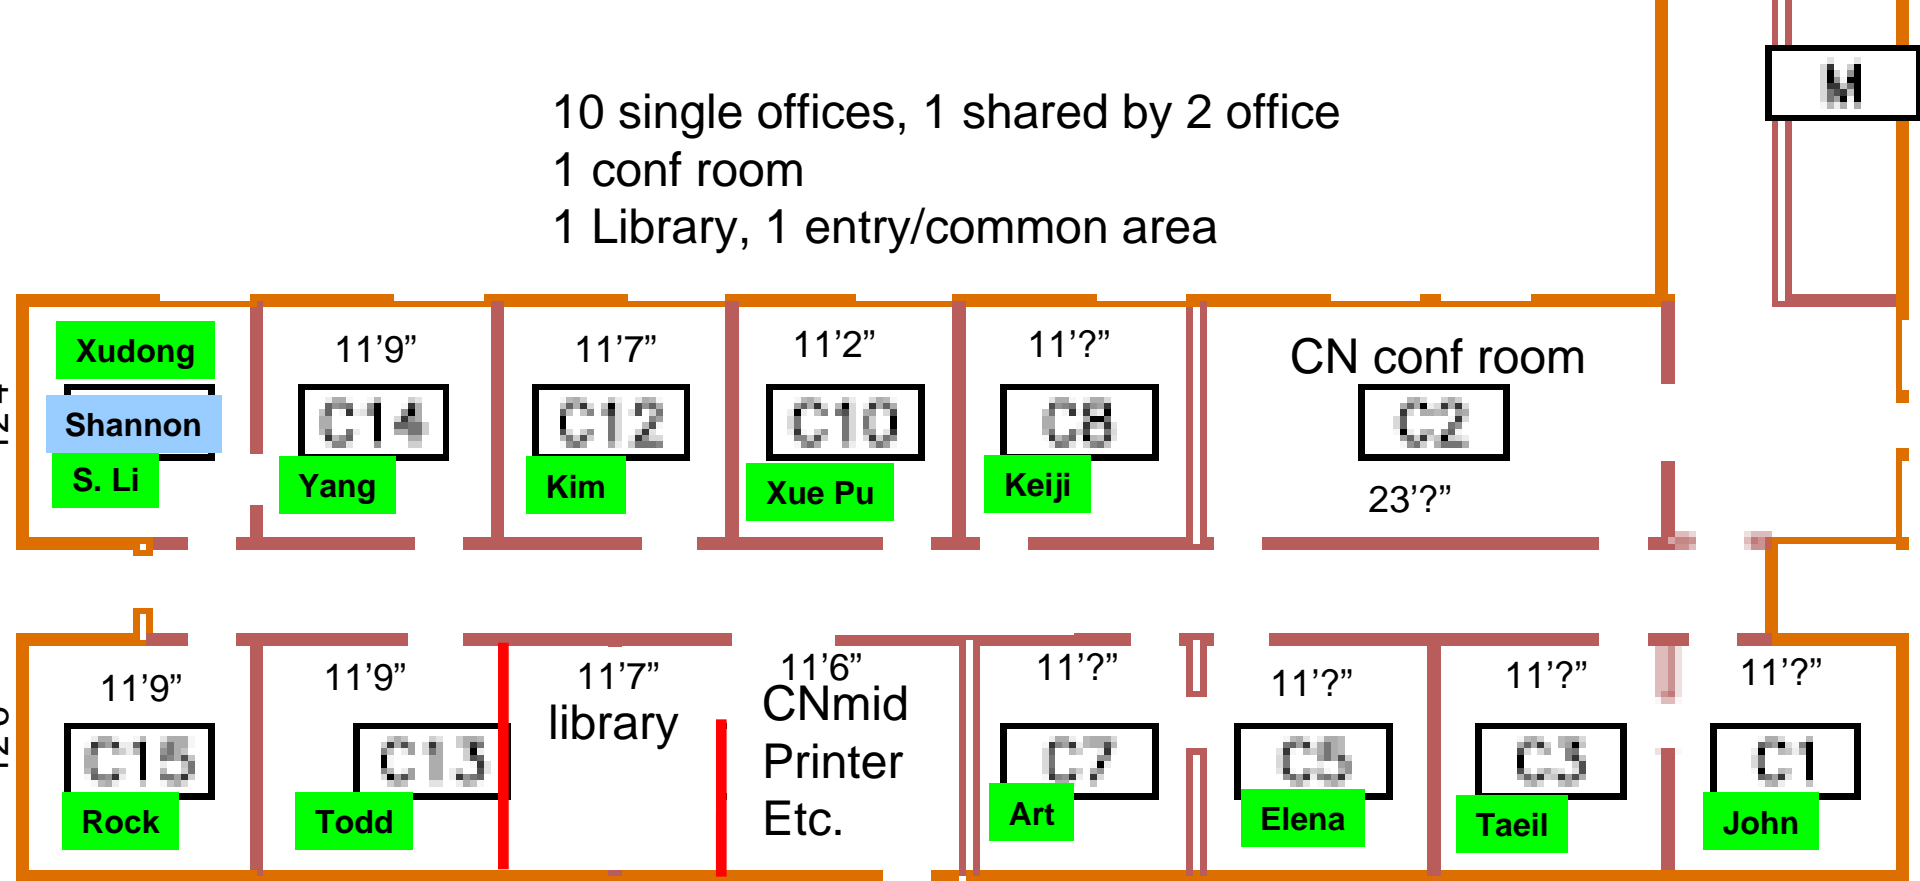 M
10 single offices, 1 shared by 2 office
1 conf room
1 Library, 1 entry/common area
Xudong
Shannon
S. Li
11’9”
C14
Yang
11’7”
C12
Kim
11’2”
C10
Xue Pu
11’?”
C8
Keiji
CN conf room
C2
23’?”
11’9”
C15
Rock
11’9”
C13
Todd
11’7”
library
11’6”
CNmid
Printer
Etc.
11’?”
C7
Art
11’?”
C5
Elena
11’?”
C3
Taeil
11’?”
C1
John